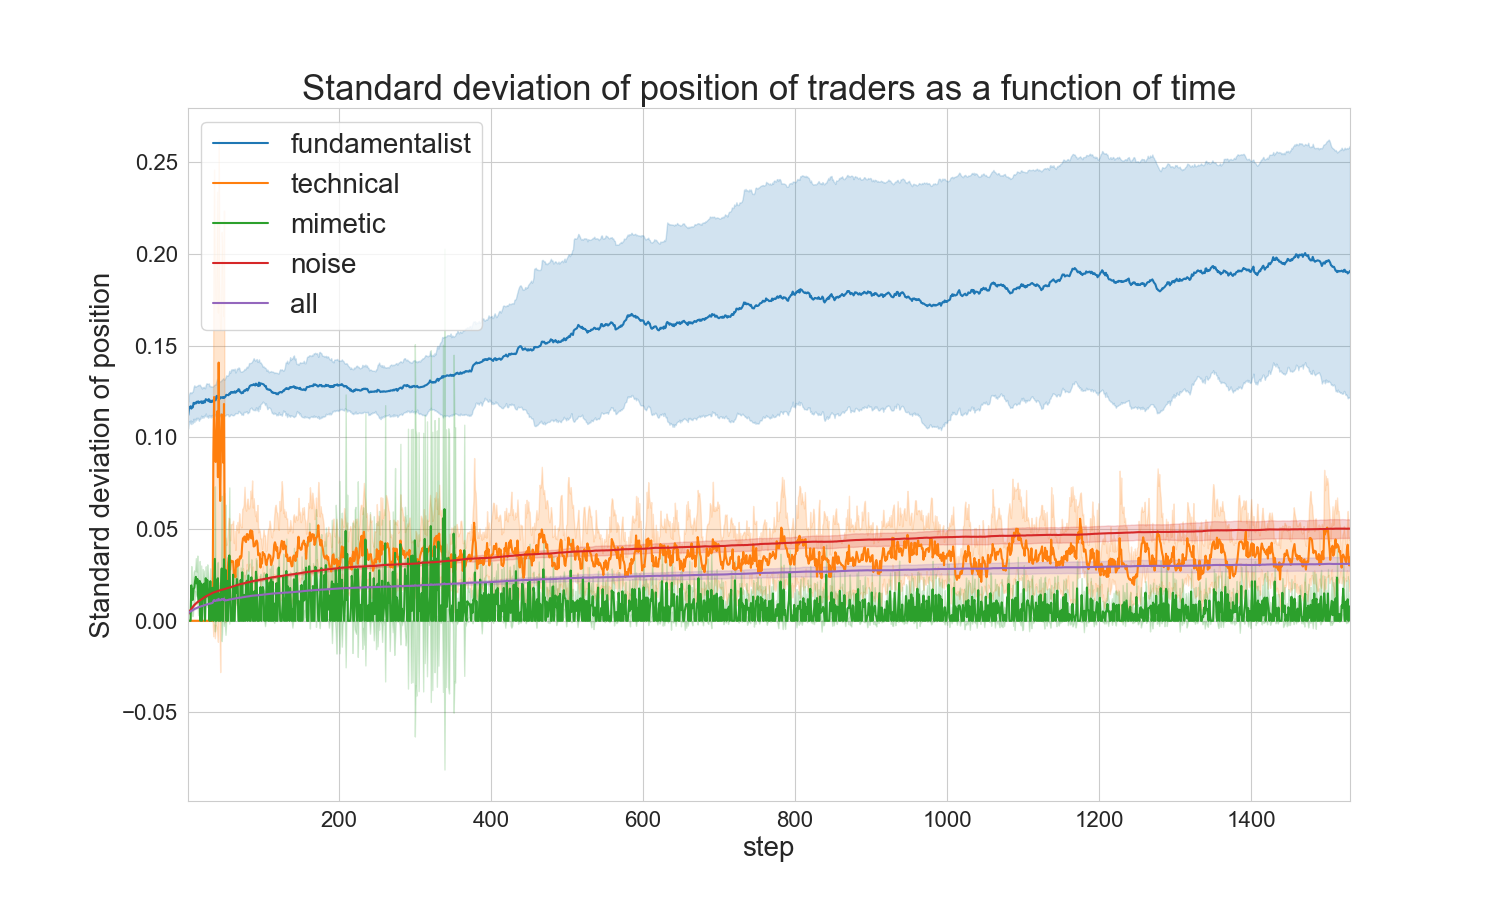 Standard deviation of position of traders as a function of time
fundamentalist
technical
mimetic
noise
all
Standard deviation of position
0.25
0.20
0.15
0.10
0.05
0.00
−0.05
200 400 600 800 1000 1200 1400
step